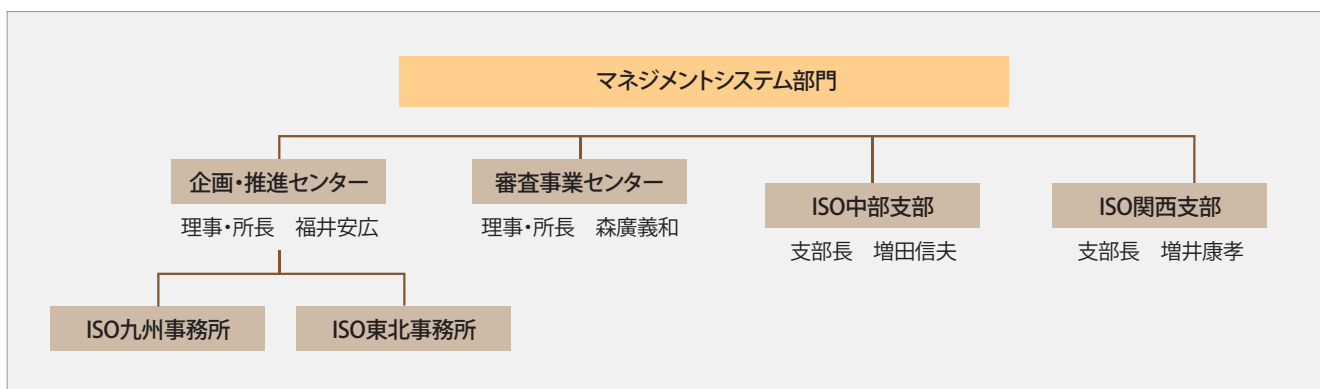 マネジメントシステム部門
企画・推進センター
理事・所長　福井安広
審査事業センター
理事・所長　森廣義和
ISO中部支部
支部長　増田信夫
ISO関西支部
支部長　増井康孝
ISO九州事務所
ISO東北事務所